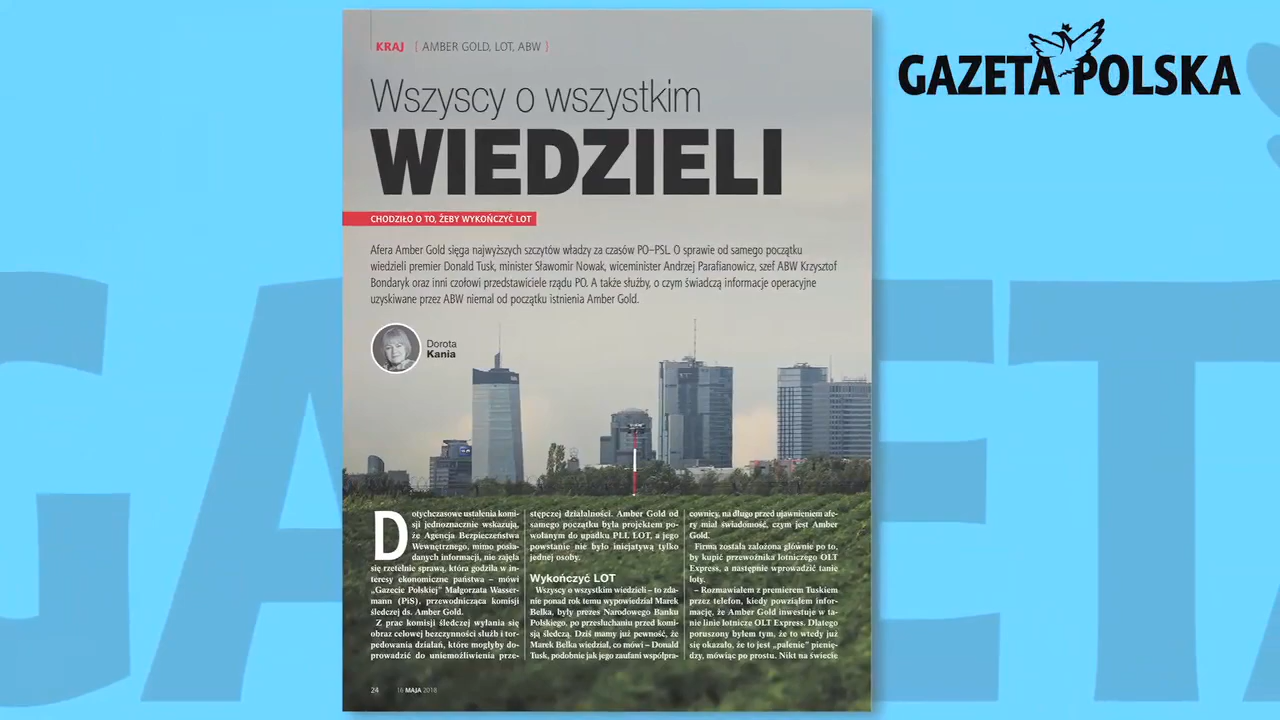 KRAJ { AMBER GOLD, LOT, ABW }
GAZETA POLSKA
Wszyscy o wszystkim
WIEDZIELI
CHODZIŁO O TO, ŻEBY WYKOŃCZYĆ LOT
Afera Amber Gold sięga najwyższych szczytów władzy za czasów PO–PSL. O sprawie od samego początku
wiedzieli premier Donald Tusk, minister Sławomir Nowak, wiceminister Andrzej Parafianowicz, szef ABW Krzysztof
Bondaryk oraz inni czołowi przedstawiciele rządu PO. A także służby, o czym świadczą informacje operacyjne
uzyskiwane przez ABW niemal od początku istnienia Amber Gold.
Dorota
Kania
Dotychczasowe ustalenia komi-
sji jednoznacznie wskazują,
że Agencja Bezpieczeństwa
Wewnętrznego, mimo posia-
danych informacji, nie zajęła
się rzetelnie sprawą, która godziła w in-
teresy ekonomiczne państwa – mówi
„Gazecie Polskiej” Małgorzata Wasser-
mann (PiS), przewodnicząca komisji
śledczej ds. Amber Gold.
Z prac komisji śledczej wyłania się
obraz celowej bezczynności służb i tor-
pedowania działań, które mogłyby do-
prowadzić do uniemożliwienia prze-
stępczej działalności. Amber Gold od
samego początku była projektem po-
wołanym do upadku PLL LOT, a jego
powstanie nie było inicjatywą tylko
jednej osoby.
Wykończyć LOT
Wszyscy o wszystkim wiedzieli – to zda-
nie ponad rok temu wypowiedział Marek
Belka, były prezes Narodowego Banku
Polskiego, po przesłuchaniu przed komi-
sją śledczą. Dziś mamy już pewność, że
Marek Belka wiedział, co mówi – Donald
Tusk, podobnie jak jego zaufani współpra-
cownicy, na długo przed ujawnieniem afe-
ry miał świadomość, czym jest Amber
Gold.
Firma została założona głównie po to,
by kupić przewoźnika lotniczego OLT
Express, a następnie wprowadzić tanie
loty.
– Rozmawiałem z premierem Tuskiem
przez telefon, kiedy powziąłem infor-
mację, że Amber Gold inwestuje w ta-
nie linie lotnicze OLT Express. Dlatego
poruszony byłem tym, że to wtedy już
się okazało, że to jest „palenie” pienię-
dzy, mówiąc po prostu. Nikt na świecie
24 16 MAJA 2018